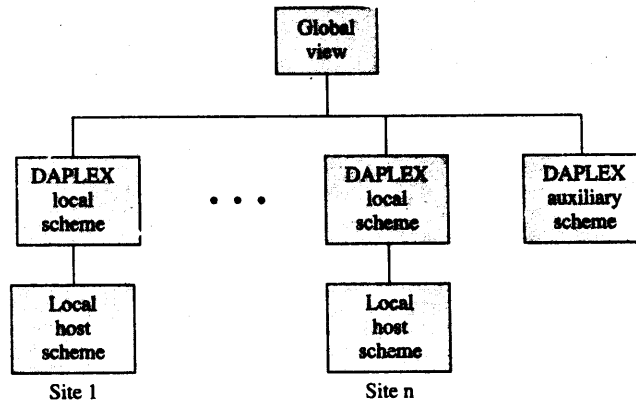 Global
view
DAPLEX
local
scheme
• • •
DAPLEX
local
scheme
DAPLEX
auxiliary
scheme
Local
host
scheme
Local
host
scheme
Site 1
Site n